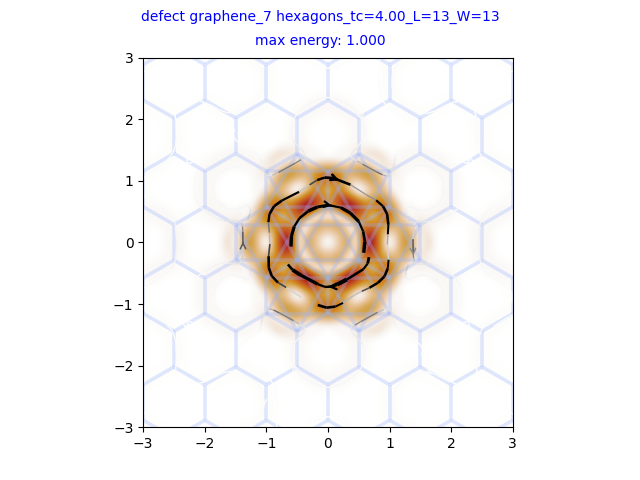 defect graphene_7 hexagons_tc=4.00_L=13_W=13
max energy: 1.000
3
2
1
0
−1
−2
−3
−3 −2 −1 0 1 2 3